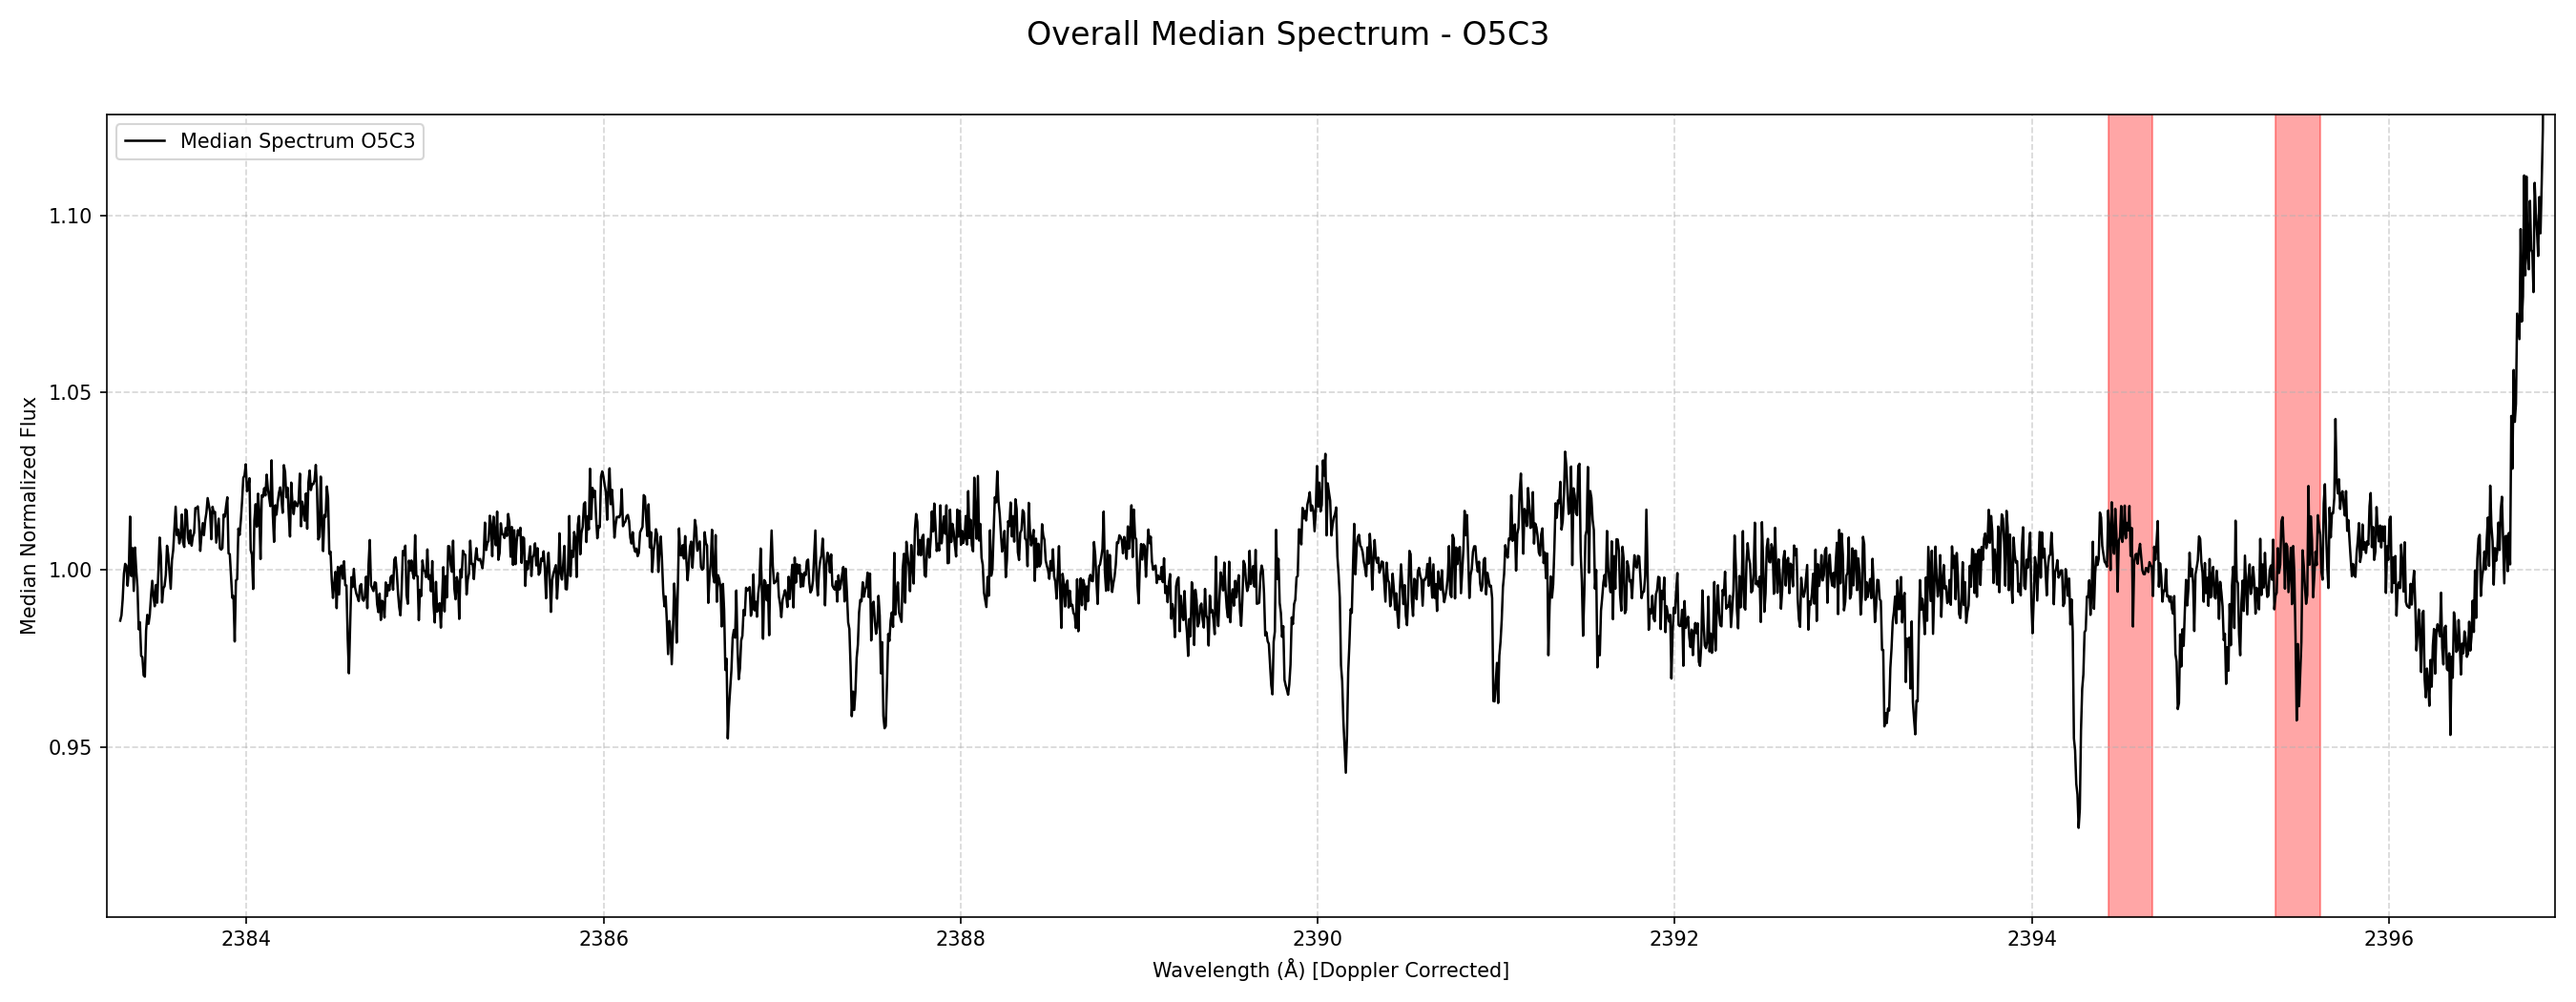 Overall Median Spectrum - O5C3
Median Spectrum O5C3
Median Normalized Flux
1.10
1.05
1.00
0.95
2384 2386 2388 2390 2392 2394 2396
Wavelength (Å) [Doppler Corrected]